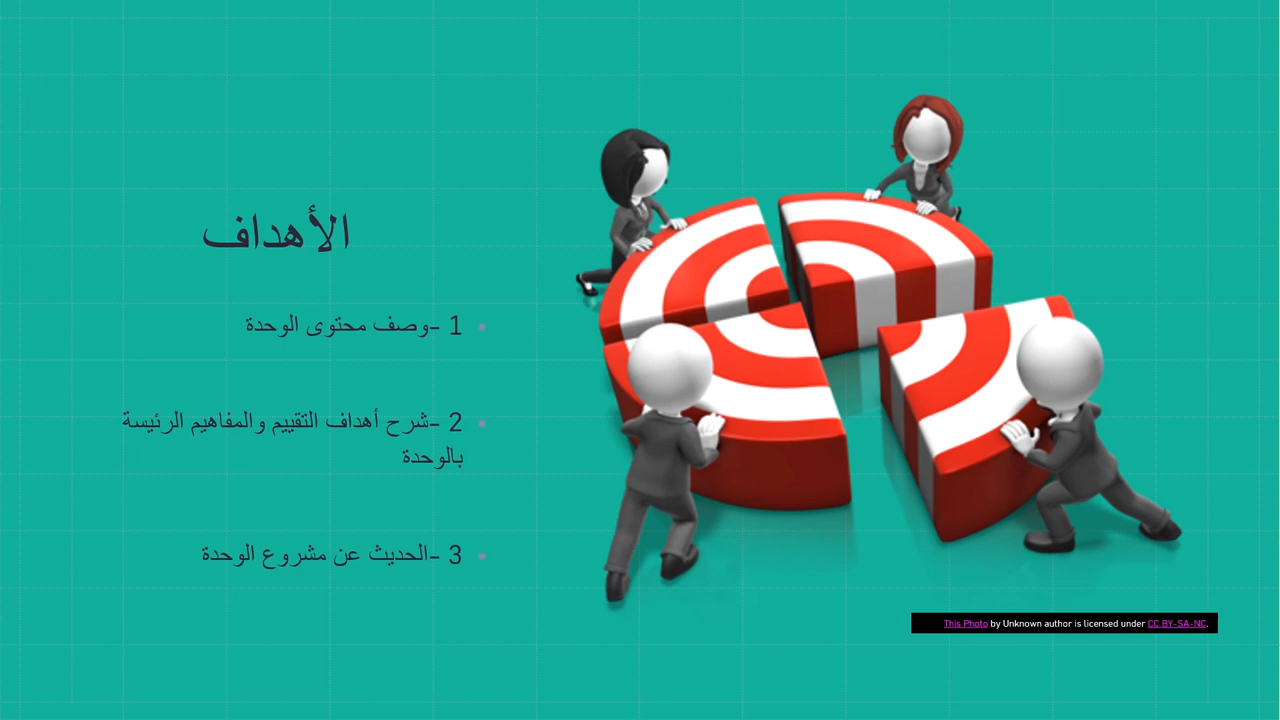 الأهداف
1 -وصف محتوى الوحدة
2 -شرح أهداف التقييم والمفاهيم الرئيسة
بالوحدة
3 -الحديث عن مشروع الوحدة
This Photo by Unknown author is licensed under CC BY-SA-NC.